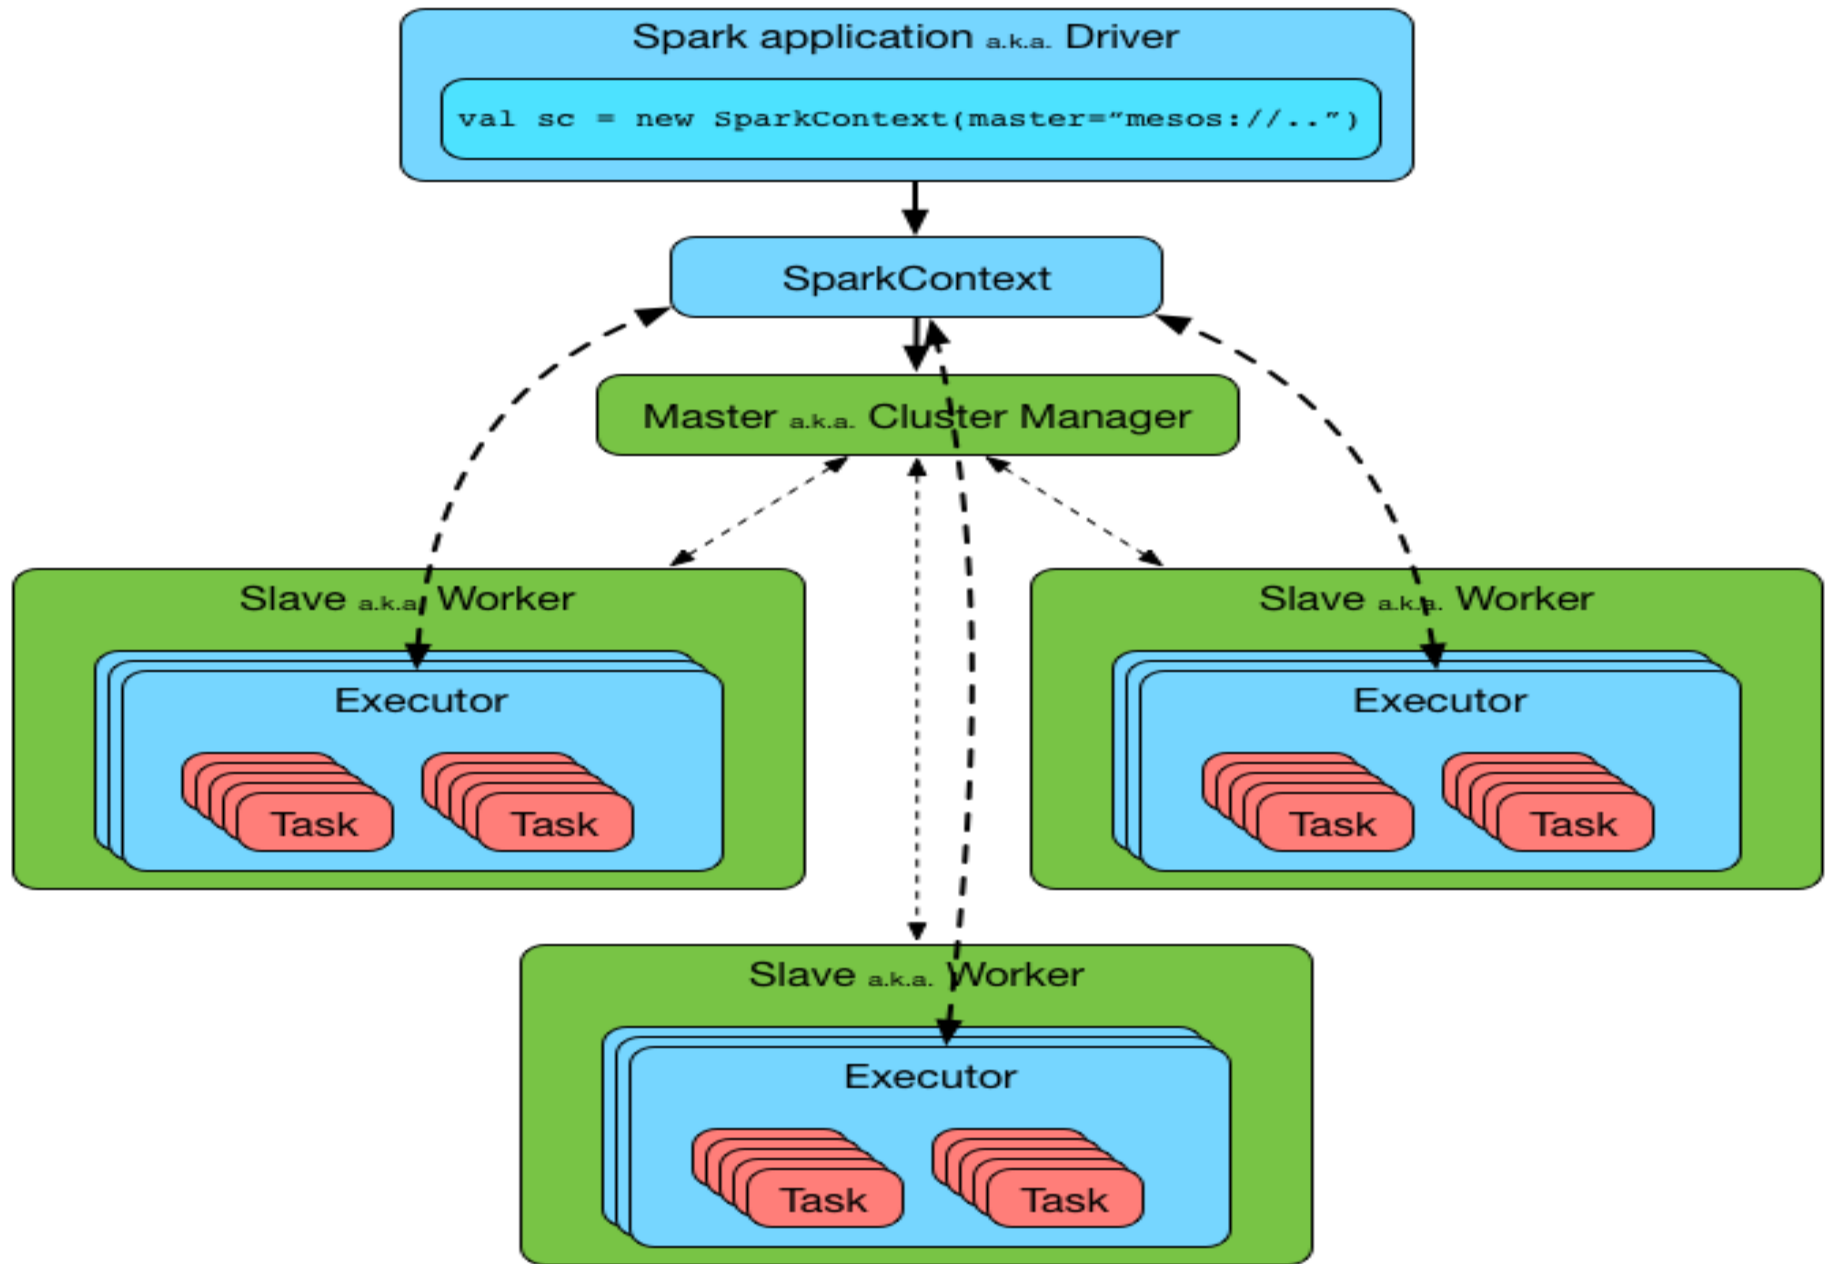 Spark application a.k.a. Driver
val sc = new SparkContext(master=”mesos://..”)
SparkContext
Master a.k.a. Cluster Manager
Slave a.k.a. Worker
Executor
Task
Task
Slave a.k.a. Worker
Executor
Task
Task
Slave a.k.a. Worker
Executor
Task
Task